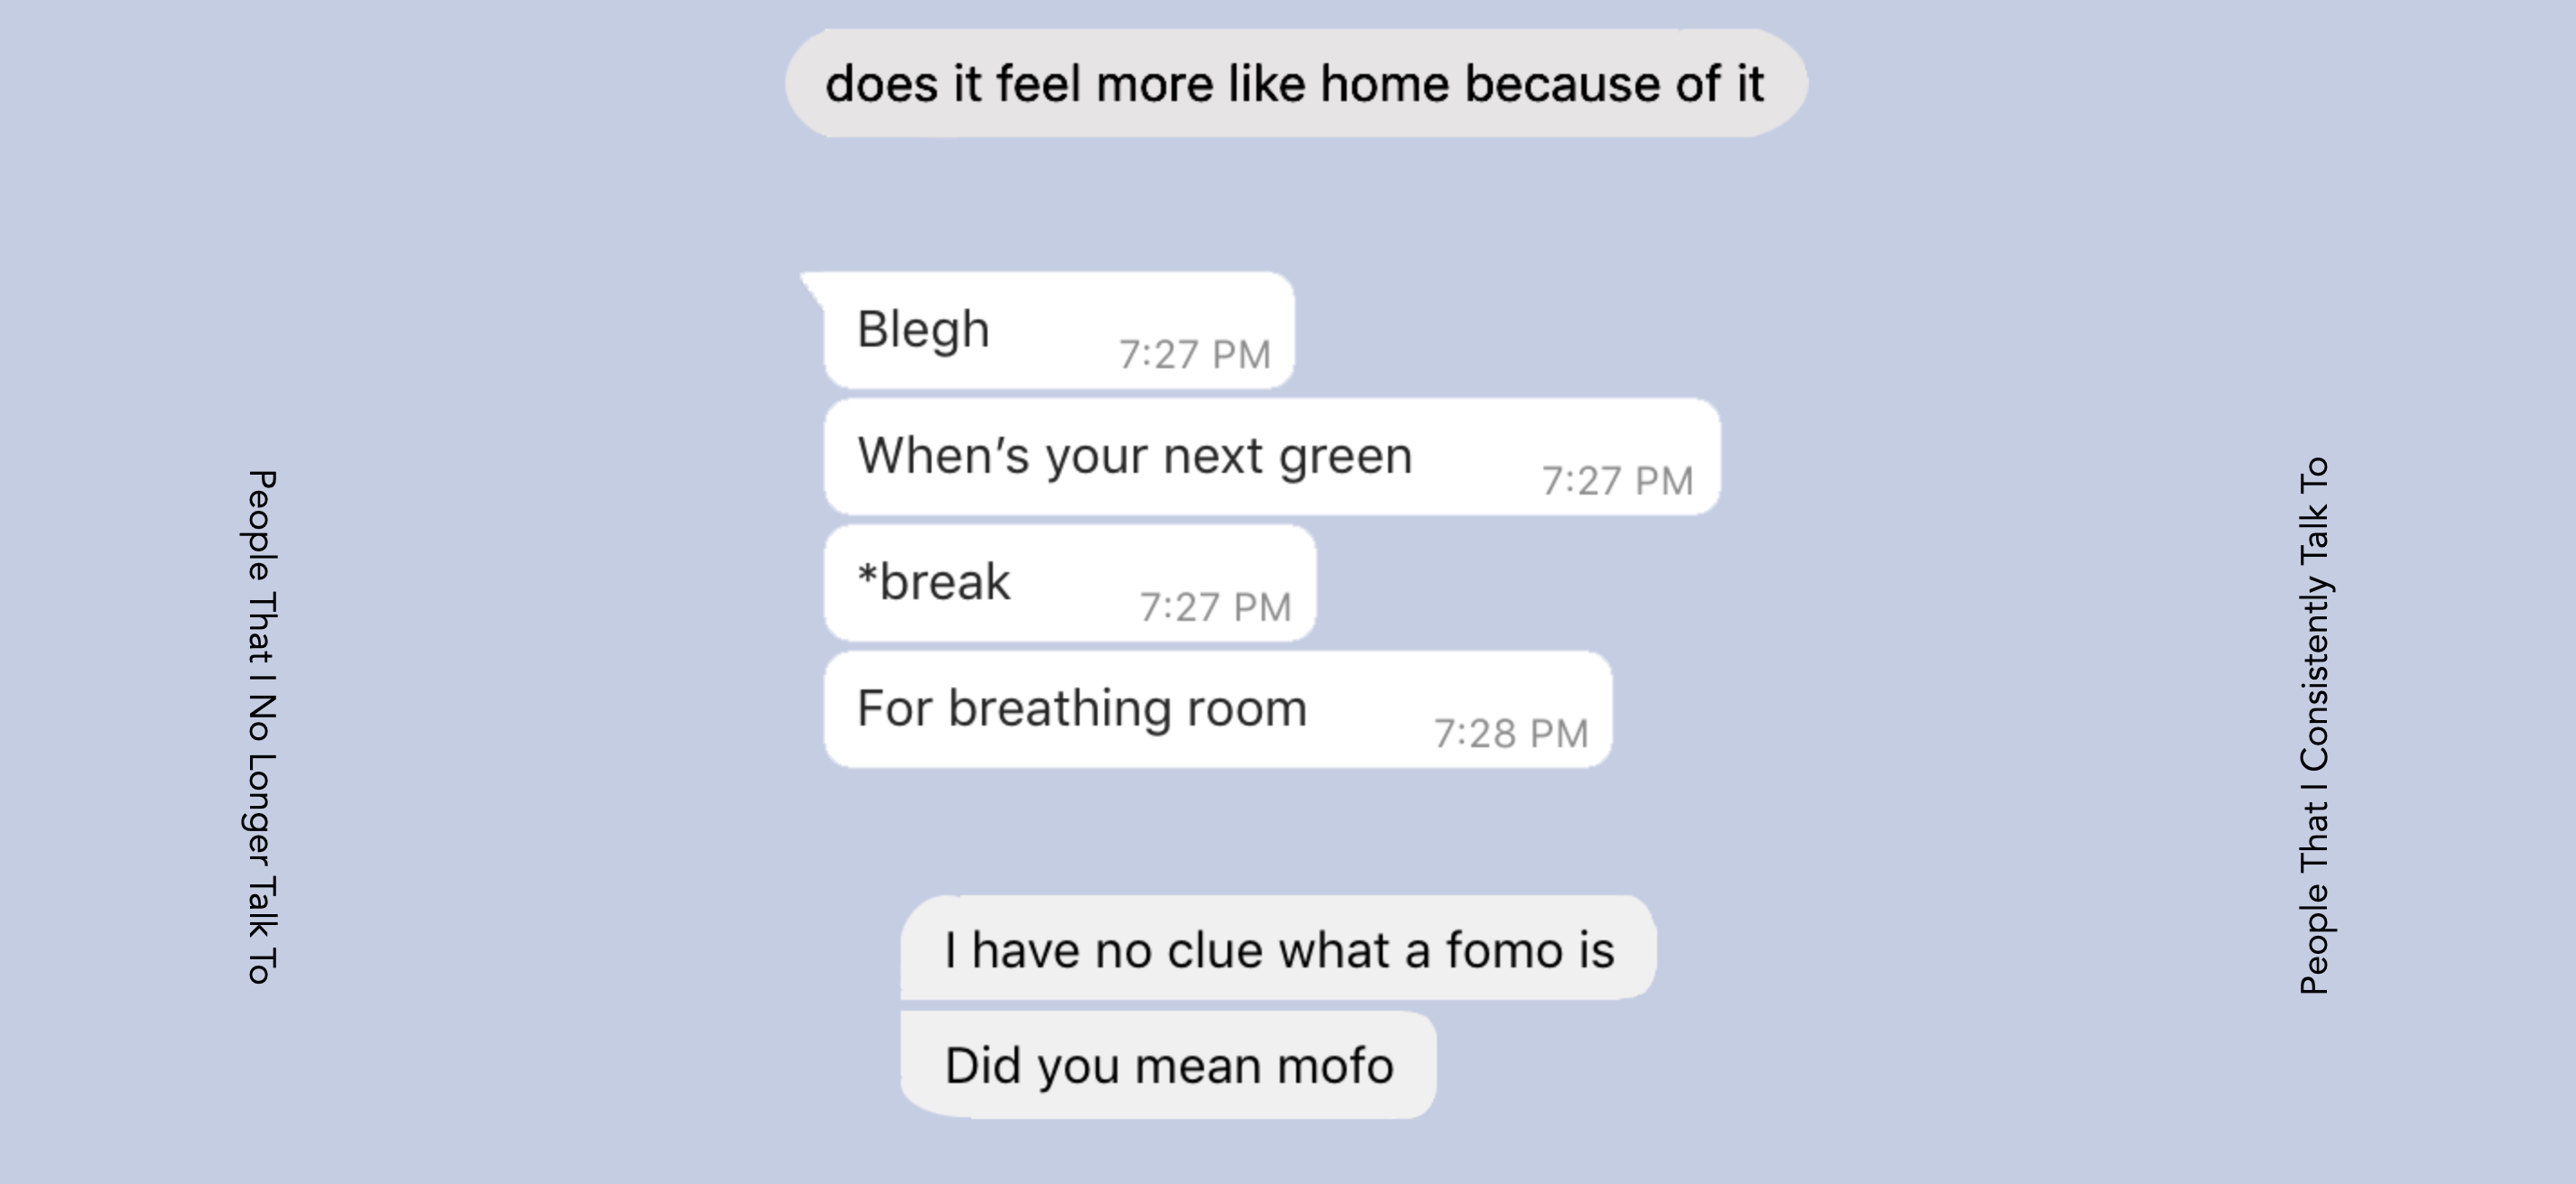 does it feel more like home because of it
Blegh
7:27 PM
When’s your next green
7:27 PM
*break
7:27 PM
For breathing room
7:28 PM
I have no clue what a fomo is
Did you mean mofo
People That I No Longer Talk To
People That I Consistently Talk To